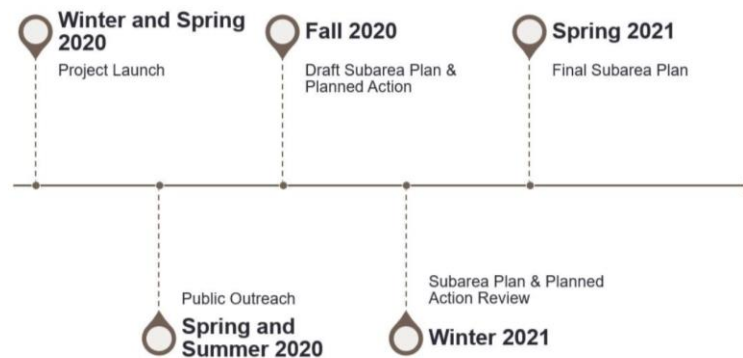 Winter and Spring
2020
Project Launch
Fall 2020
Draft Subarea Plan &
Planned Action
Spring 2021
Final Subarea Plan
Public Outreach
Spring and
Summer 2020
Subarea Plan & Planned
Action Review
Winter 2021